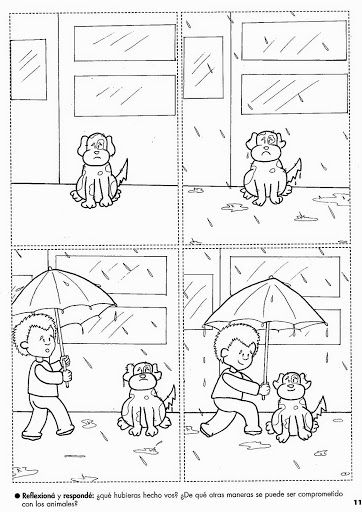 ● Reflexioná y respondé: ¿qué hubieras hecho vos? ¿De qué otras maneras se puede ser comprometido
con los animales?
11